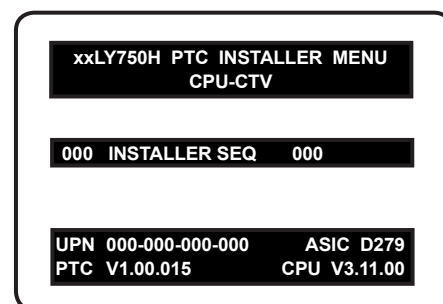 xxLY750H PTC INSTALLER MENU
CPU-CTV
000 INSTALLER SEQ 000
UPN 000-000-000-000 ASIC D279
PTC V1.00.015 CPU V3.11.00